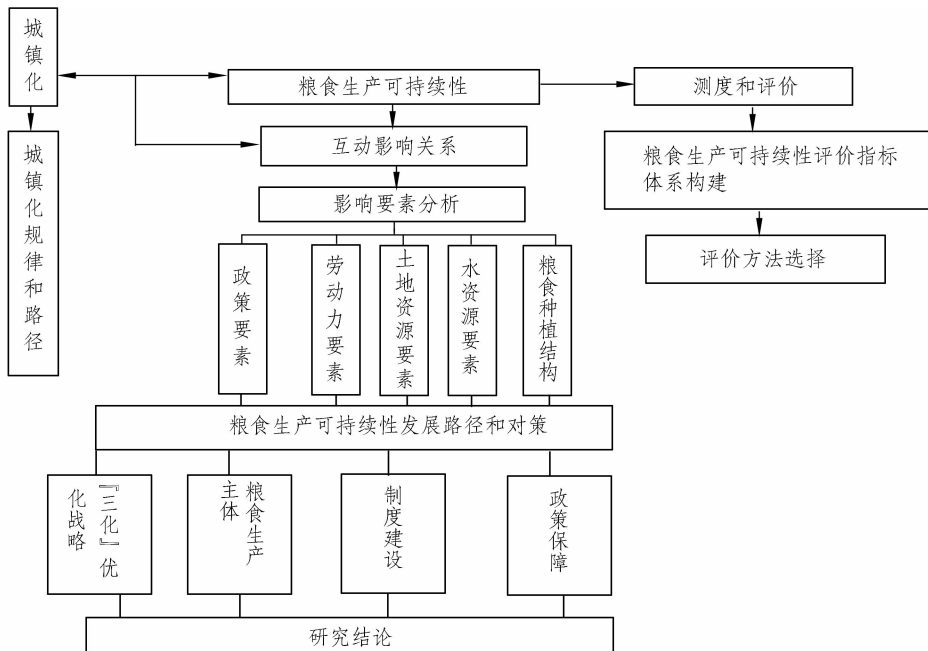 城镇化
粮食生产可持续性
测度和评价
城镇化规律和路径
互动影响关系
粮食生产可持续性评价指标
体系构建
影响要素分析
评价方法选择
政策要素
劳动力要素
土地资源要素
水资源要素
粮食种植结构
粮食生产可持续性发展路径和对策
『三化』优
化战略
粮食生产
主体
制度建设
政策保障
研究结论